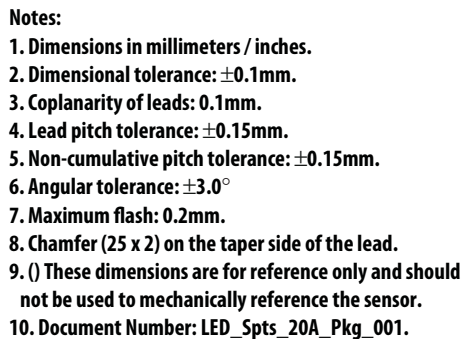 Notes:
1. Dimensions in millimeters / inches.
2. Dimensional tolerance: ±0.1mm.
3. Coplanarity of leads: 0.1mm.
4. Lead pitch tolerance: ±0.15mm.
5. Non-cumulative pitch tolerance: ±0.15mm.
6. Angular tolerance: ±3.0°
7. Maximum flash: 0.2mm.
8. Chamfer (25 x 2) on the taper side of the lead.
9. () These dimensions are for reference only and should
not be used to mechanically reference the sensor.
10. Document Number: LED_Spts_20A_Pkg_001.